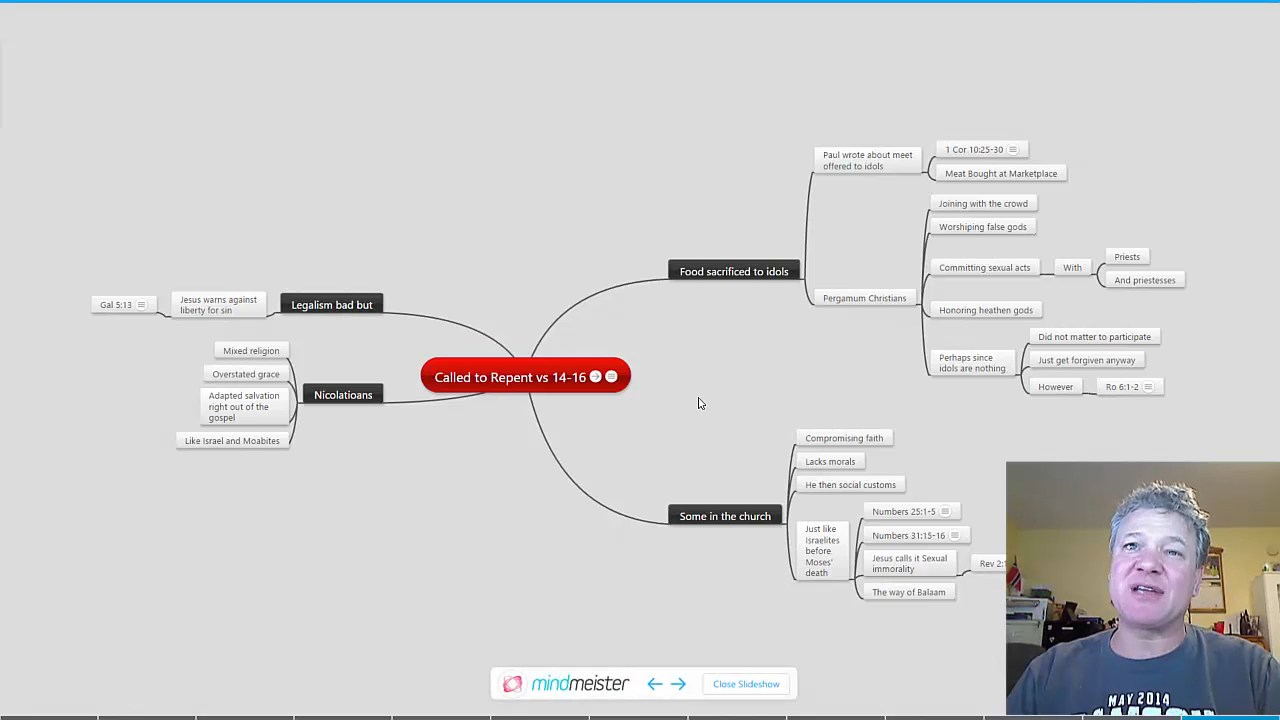 Paul wrote about meet
offered to idols
1 Cor 10:25-30
Meat Bought at Marketplace
Joining with the crowd
Worshiping false gods
Food sacrificed to idols
Committing sexual acts
With
Priests
And priestesses
Pergamum Christians
Honoring heathen gods
Perhaps since
idols are nothing
Did not matter to participate
Just get forgiven anyway
However
Ro 6:1-2
Gal 5:13
Jesus warns against
liberty for sin
Legalism bad but
Mixed religion
Overstated grace
Adapted salvation
right out of the
gospel
Like Israel and Moabites
Nicolatioans
Called to Repent vs 14-16
Some in the church
Compromising faith
Lacks morals
He then social customs
Just like
Israelites
before
Moses'
death
Numbers 25:1-5
Numbers 31:15-16
Jesus calls it Sexual
immorality
Rev 2:1
The way of Balaam
mindmeister
Close Slideshow
MAY 2014